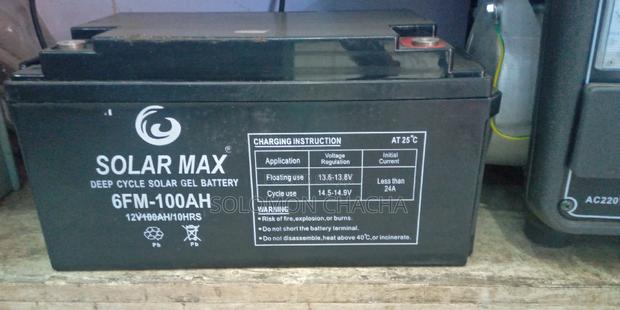 SOLAR MAX
®
DEEP CYCLE SOLAR GEL BATTERY
6FM-100AH
12V100AH/10HRS
Pb Pb
CHARGING INSTRUCTION AT 25°C
Application Voltage Regulation Initial Current
Floating use 13.6-13.8V Less than 24A
Cycle use 14.5-14.9V
WARNING
Risk of fire,explosion,or burns.
Do not short the battery terminal.
Do not disassemble,heat above 40°C,or incinerate.
SOLOMON CHACHA
AC220